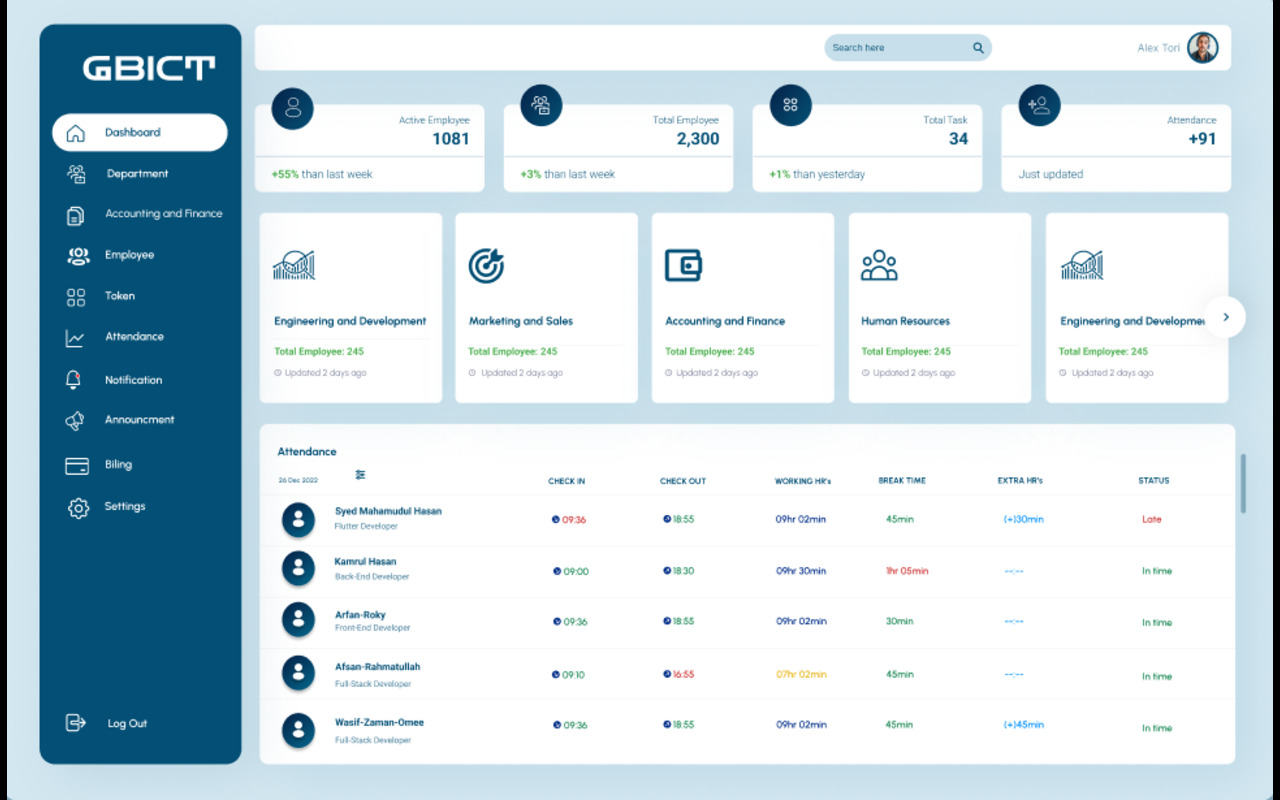 GBICT
Dashboard
Department
Accounting and Finance
Employee
Token
Attendance
Notification
Announcment
Biling
Settings
Log Out
Search here
Alex Tori
Active Employee
1081
+55% than last week
Total Employee
2,300
+3% than last week
Total Task
34
+1% than yesterday
Attendance
+91
Just updated
Engineering and Development
Total Employee: 245
Updated 2 days ago
Marketing and Sales
Total Employee: 245
Updated 2 days ago
Accounting and Finance
Total Employee: 245
Updated 2 days ago
Human Resources
Total Employee: 245
Updated 2 days ago
Engineering and Developme
Total Employee: 245
Updated 2 days ago
Attendance
26 Dec 2022 CHECK IN CHECK OUT WORKING HR's BREAK TIME EXTRA HR's STATUS
Syed Mahamudul Hasan
Flutter Developer
09:36 18:55 09hr 02min 45min (+)30min Late
Kamrul Hasan
Back-End Developer
09:00 18:30 09hr 30min 1hr 05min --:-- In time
Arfan-Roky
Front-End Developer
09:36 18:55 09hr 02min 30min --:-- In time
Afsan-Rahmatullah
Full-Stack Developer
09:10 16:55 07hr 02min 45min --:-- In time
Wasif-Zaman-Omee
Full-Stack Developer
09:36 18:55 09hr 02min 45min (+)45min In time